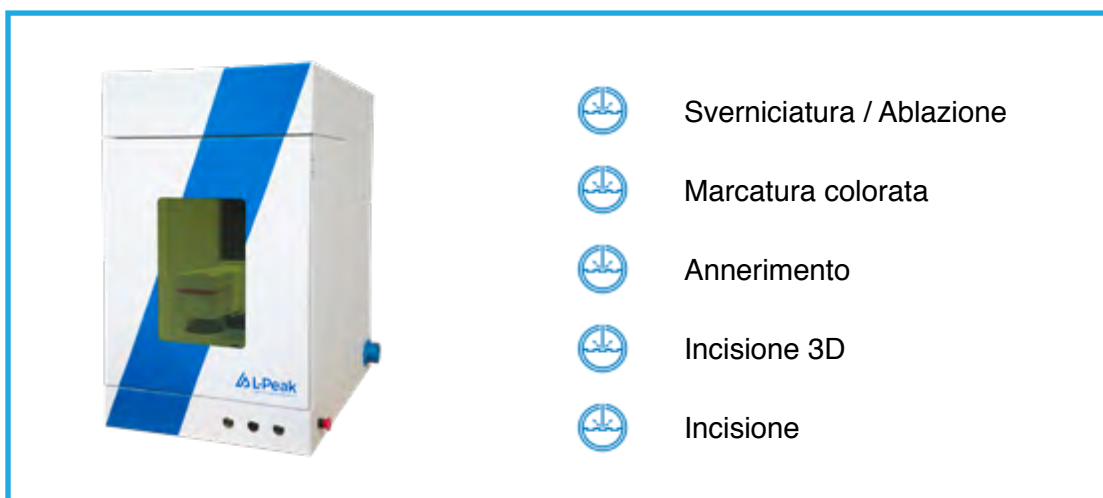 Sverniciatura / Ablazione
Marcatura colorata
Annerimento
Incisione 3D
Incisione
L-Peak